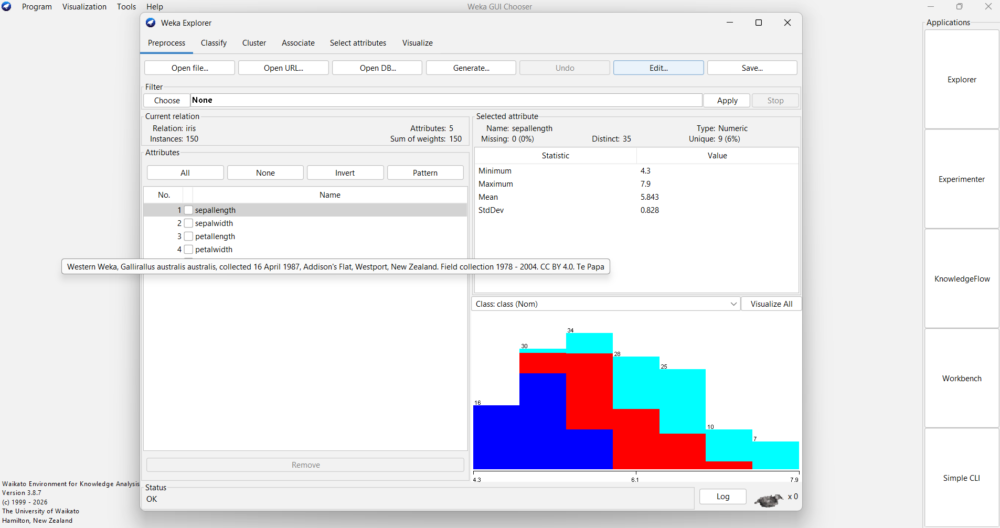 Program Visualization Tools Help Weka GUI Chooser
Applications
Weka Explorer
Preprocess Classify Cluster Associate Select attributes Visualize
Open file... Open URL... Open DB... Generate... Undo Edit... Save...
Filter
Choose None Apply Stop
Current relation
Relation: iris Attributes: 5
Instances: 150 Sum of weights: 150
Attributes
All None Invert Pattern
No. Name
1 sepallength
2 sepalwidth
3 petallength
4 petalwidth
Western Weka, Gallirallus australis australis, collected 16 April 1987, Addison's Flat, Westport, New Zealand. Field collection 1978 - 2004. CC BY 4.0. Te Papa
Remove
Selected attribute
Name: sepallength Type: Numeric
Missing: 0 (0%) Distinct: 35 Unique: 9 (6%)
Statistic Value
Minimum 4.3
Maximum 7.9
Mean 5.843
StdDev 0.828
Class: class (Nom) Visualize All
16 30 34 28 25 10 7
4.3 6.1 7.9
Status
OK
Log x 0
Explorer
Experimenter
KnowledgeFlow
Workbench
Simple CLI
Waikato Environment for Knowledge Analysis
Version 3.8.7
(c) 1999 - 2026
The University of Waikato
Hamilton, New Zealand